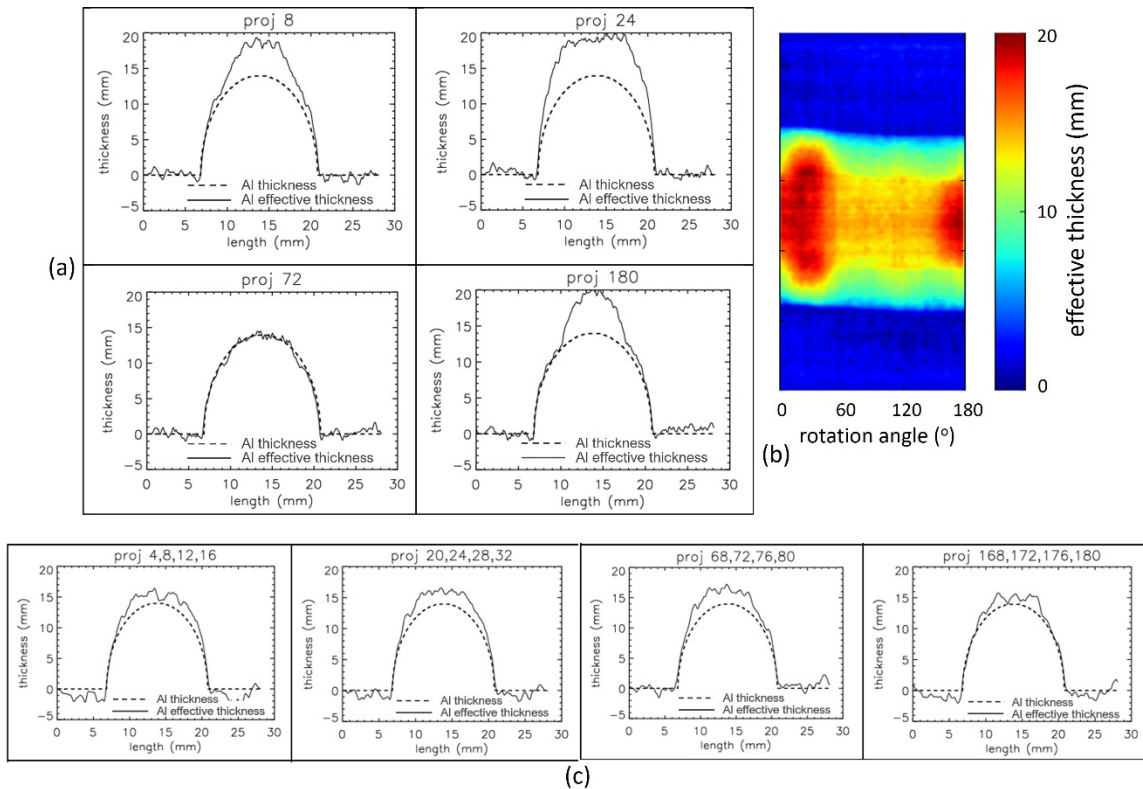 proj 8
20
15
10
5
0
−5
thickness (mm)
Al thickness
Al effective thickness
0 5 10 15 20 25 30
length (mm)
proj 24
20
15
10
5
0
−5
thickness (mm)
Al thickness
Al effective thickness
0 5 10 15 20 25 30
length (mm)
(a)
proj 72
20
15
10
5
0
−5
thickness (mm)
Al thickness
Al effective thickness
0 5 10 15 20 25 30
length (mm)
proj 180
20
15
10
5
0
−5
thickness (mm)
Al thickness
Al effective thickness
0 5 10 15 20 25 30
length (mm)
20
10
0
effective thickness (mm)
0 60 120 180
rotation angle (°)
(b)
proj 4,8,12,16
20
15
10
5
0
−5
thickness (mm)
Al thickness
Al effective thickness
0 5 10 15 20 25 30
length (mm)
proj 20,24,28,32
20
15
10
5
0
−5
thickness (mm)
Al thickness
Al effective thickness
0 5 10 15 20 25 30
length (mm)
proj 68,72,76,80
20
15
10
5
0
−5
thickness (mm)
Al thickness
Al effective thickness
0 5 10 15 20 25 30
length (mm)
proj 168,172,176,180
20
15
10
5
0
−5
thickness (mm)
Al thickness
Al effective thickness
0 5 10 15 20 25 30
length (mm)
(c)